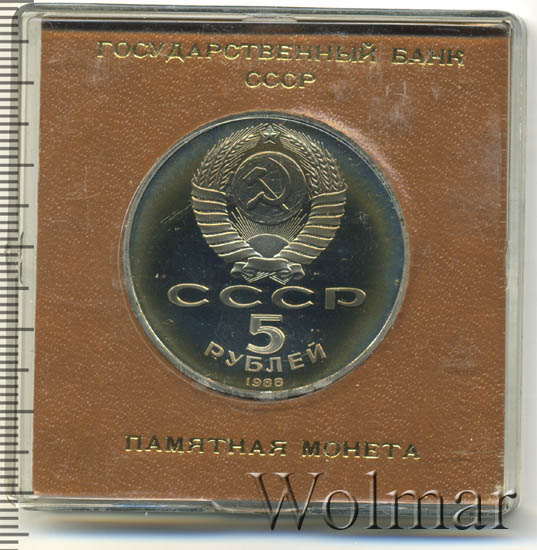 ГОСУДАРСТВЕННЫЙ БАНК
СССР
СССР
5
РУБЛЕЙ
1988
ПАМЯТНАЯ МОНЕТА
Wolmar